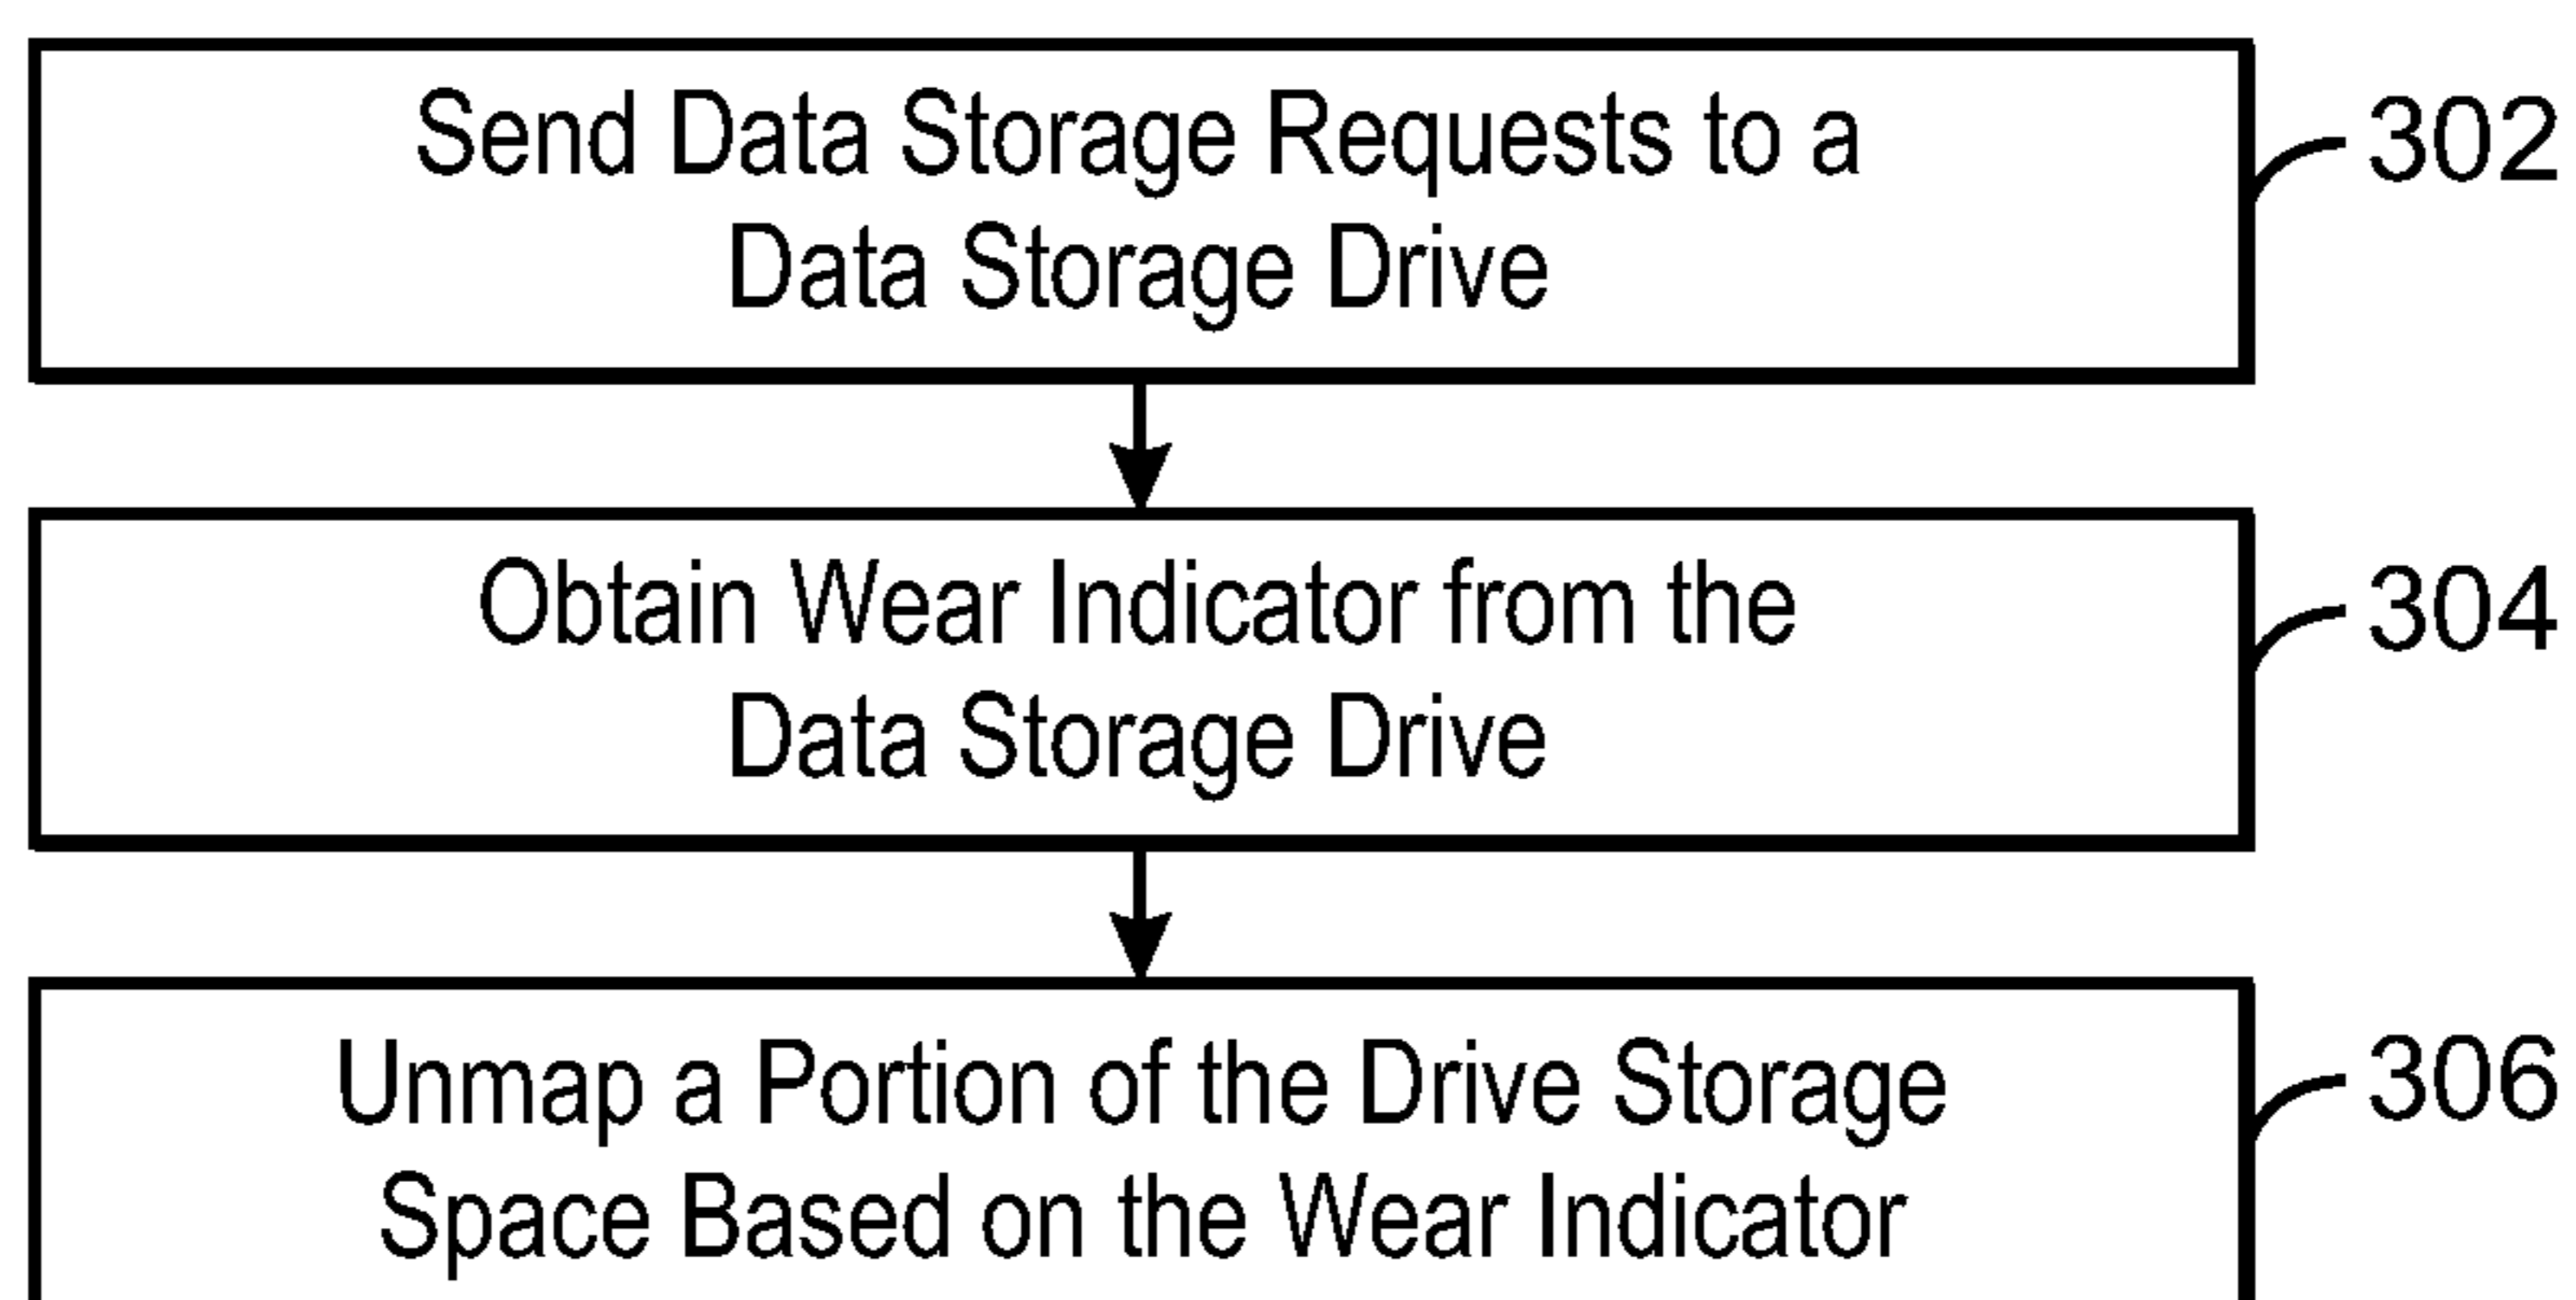 Send Data Storage Requests to a
Data Storage Drive
302
Obtain Wear Indicator from the
Data Storage Drive
304
Unmap a Portion of the Drive Storage
Space Based on the Wear Indicator
306